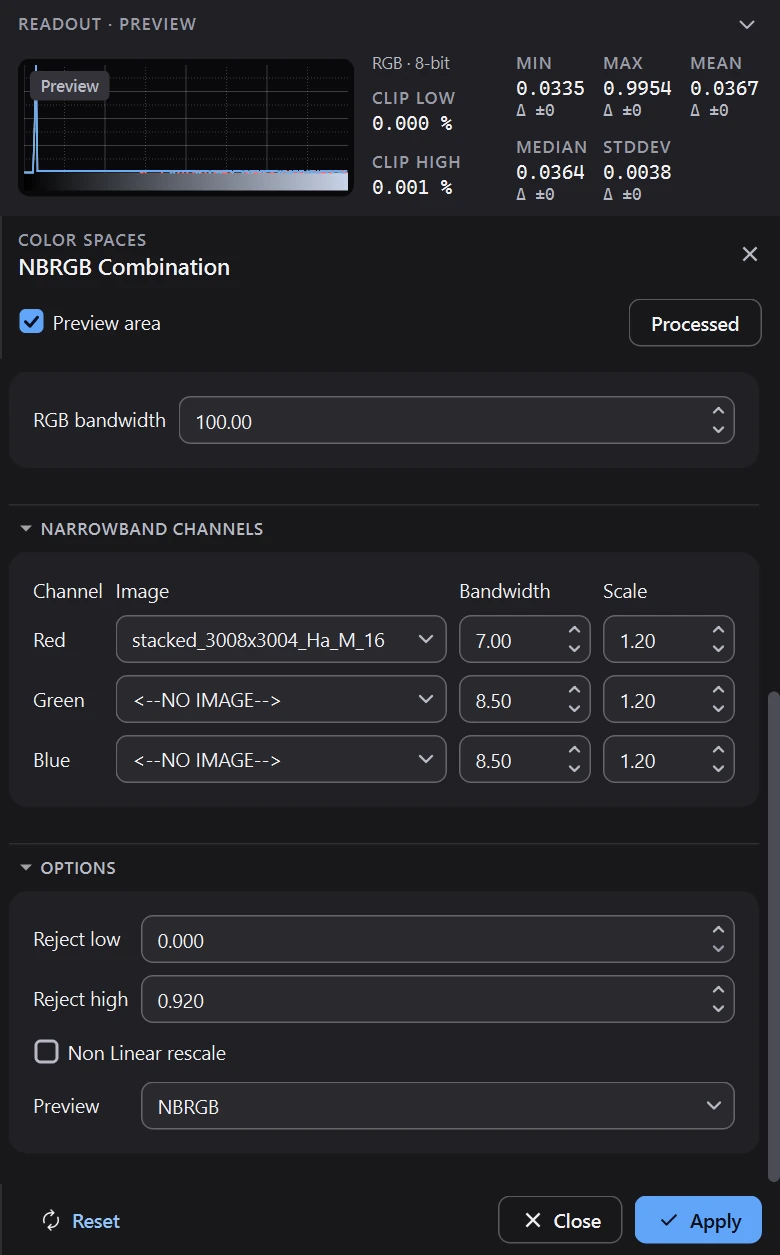 READOUT · PREVIEW
Preview
RGB · 8-bit
CLIP LOW
0.000 %
CLIP HIGH
0.001 %
MIN MAX MEAN
0.0335 0.9954 0.0367
Δ ±0 Δ ±0 Δ ±0
MEDIAN STDDEV
0.0364 0.0038
Δ ±0 Δ ±0
COLOR SPACES
NBRGB Combination
Preview area
Processed
RGB bandwidth 100.00
NARROWBAND CHANNELS
Channel Image Bandwidth Scale
Red stacked_3008x3004_Ha_M_16 7.00 1.20
Green <--NO IMAGE--> 8.50 1.20
Blue <--NO IMAGE--> 8.50 1.20
OPTIONS
Reject low 0.000
Reject high 0.920
Non Linear rescale
Preview NBRGB
Reset Close Apply